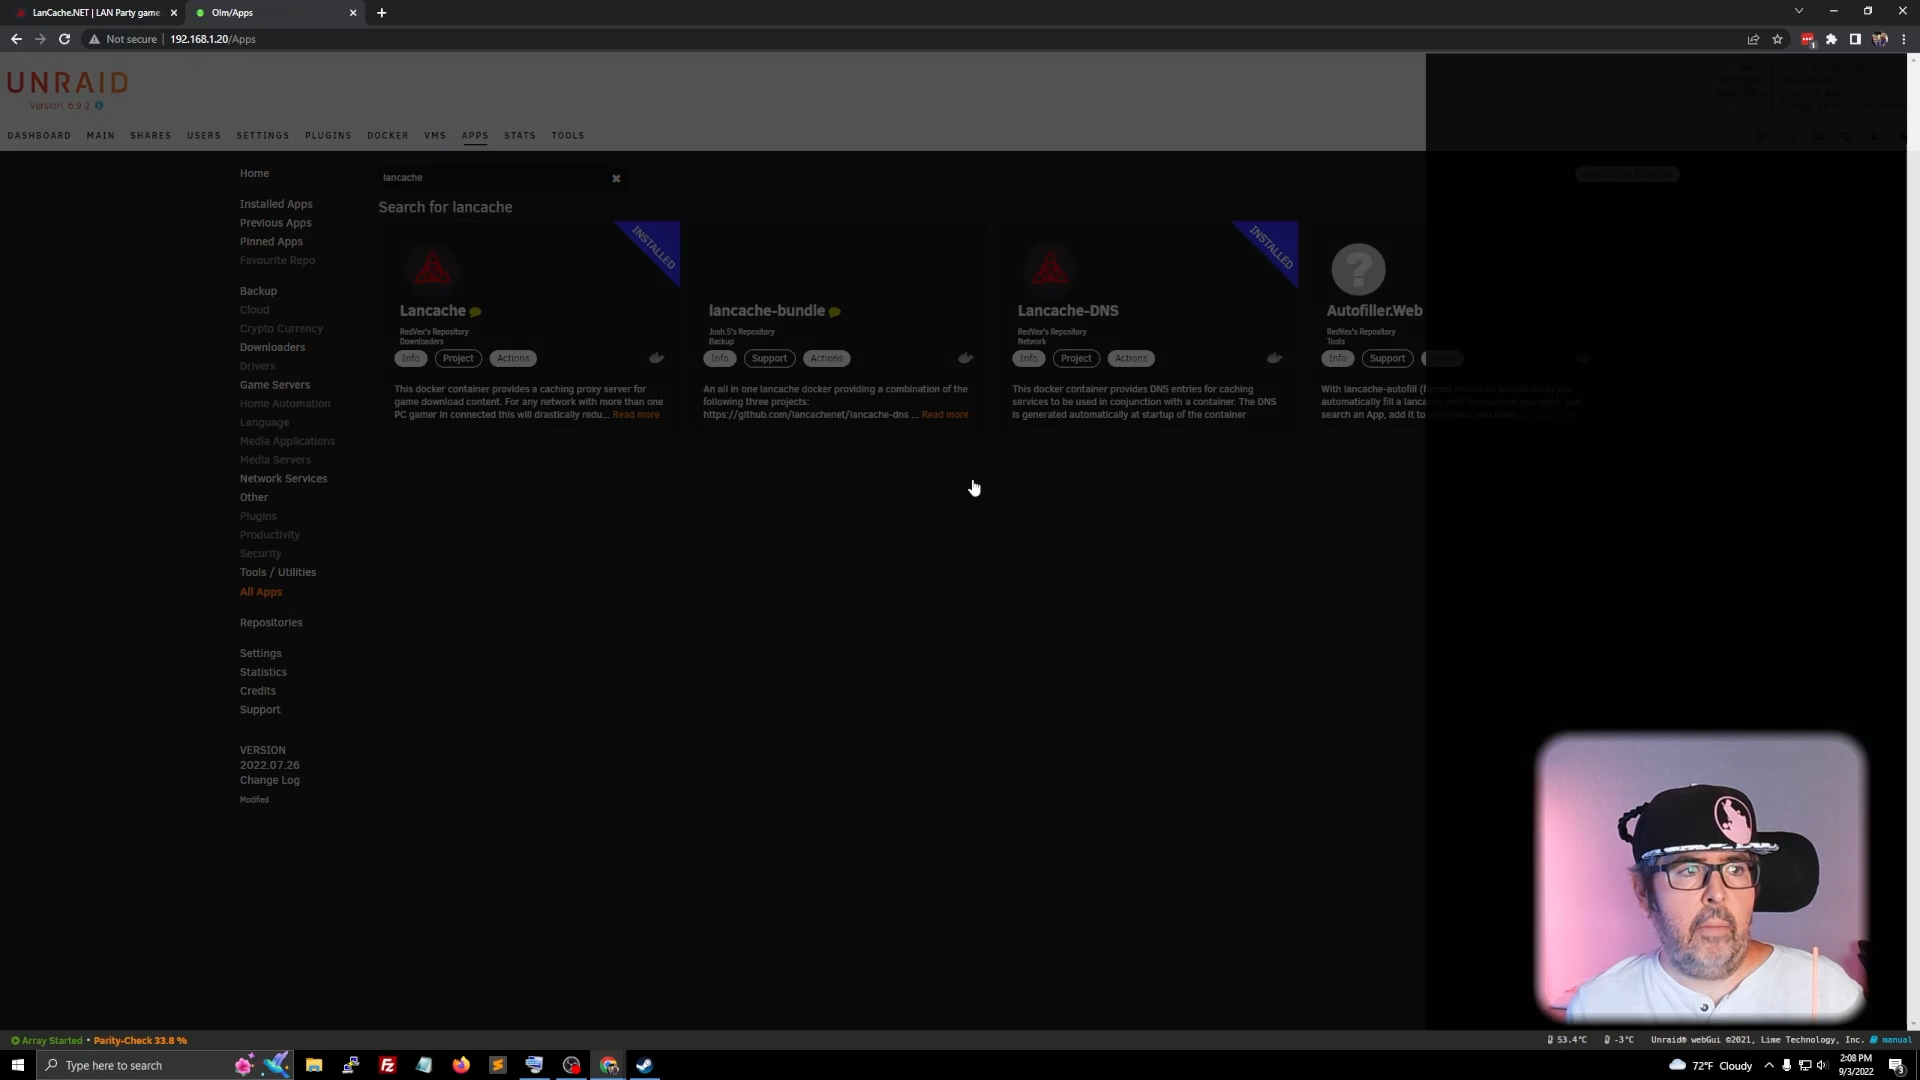 LanCache.NET | LAN Party game
Olm/Apps
Not secure
192.168.1.20/Apps
UNRAID
Version: 6.9.2
DASHBOARD MAIN SHARES USERS SETTINGS PLUGINS DOCKER VMS APPS STATS TOOLS
Home
Installed Apps
Previous Apps
Pinned Apps
Favourite Repo
Backup
Cloud
Crypto Currency
Downloaders
Drivers
Game Servers
Home Automation
Language
Media Applications
Media Servers
Network Services
Other
Plugins
Productivity
Security
Tools / Utilities
All Apps
Repositories
Settings
Statistics
Credits
Support
VERSION
2022.07.26
Change Log
Modified
lancache
Search for lancache
INSTALLED
Lancache
RedVex's Repository
Downloaders
Info Project Actions
This docker container provides a caching proxy server for
game download content. For any network with more than one
PC gamer in connected this will drastically redu... Read more
lancache-bundle
Josh.5's Repository
Backup
Info Support Actions
An all in one lancache docker providing a combination of the
following three projects:
https://github.com/lancachenet/lancache-dns ... Read more
INSTALLED
Lancache-DNS
RedVex's Repository
Network
Info Project Actions
This docker container provides DNS entries for caching
services to be used in conjunction with a container. The DNS
is generated automatically at startup of the container
Autofiller.Web
RedVex's Repository
Tools
Info Support
With lancache-autofill
automatically fill a
search an App, add it to
Array Started • Parity-Check 33.8 %
53.4°C -3°C Unraid® webGui ©2021, Lime Technology, Inc. manual
Type here to search
72°F Cloudy
2:08 PM
9/3/2022
3